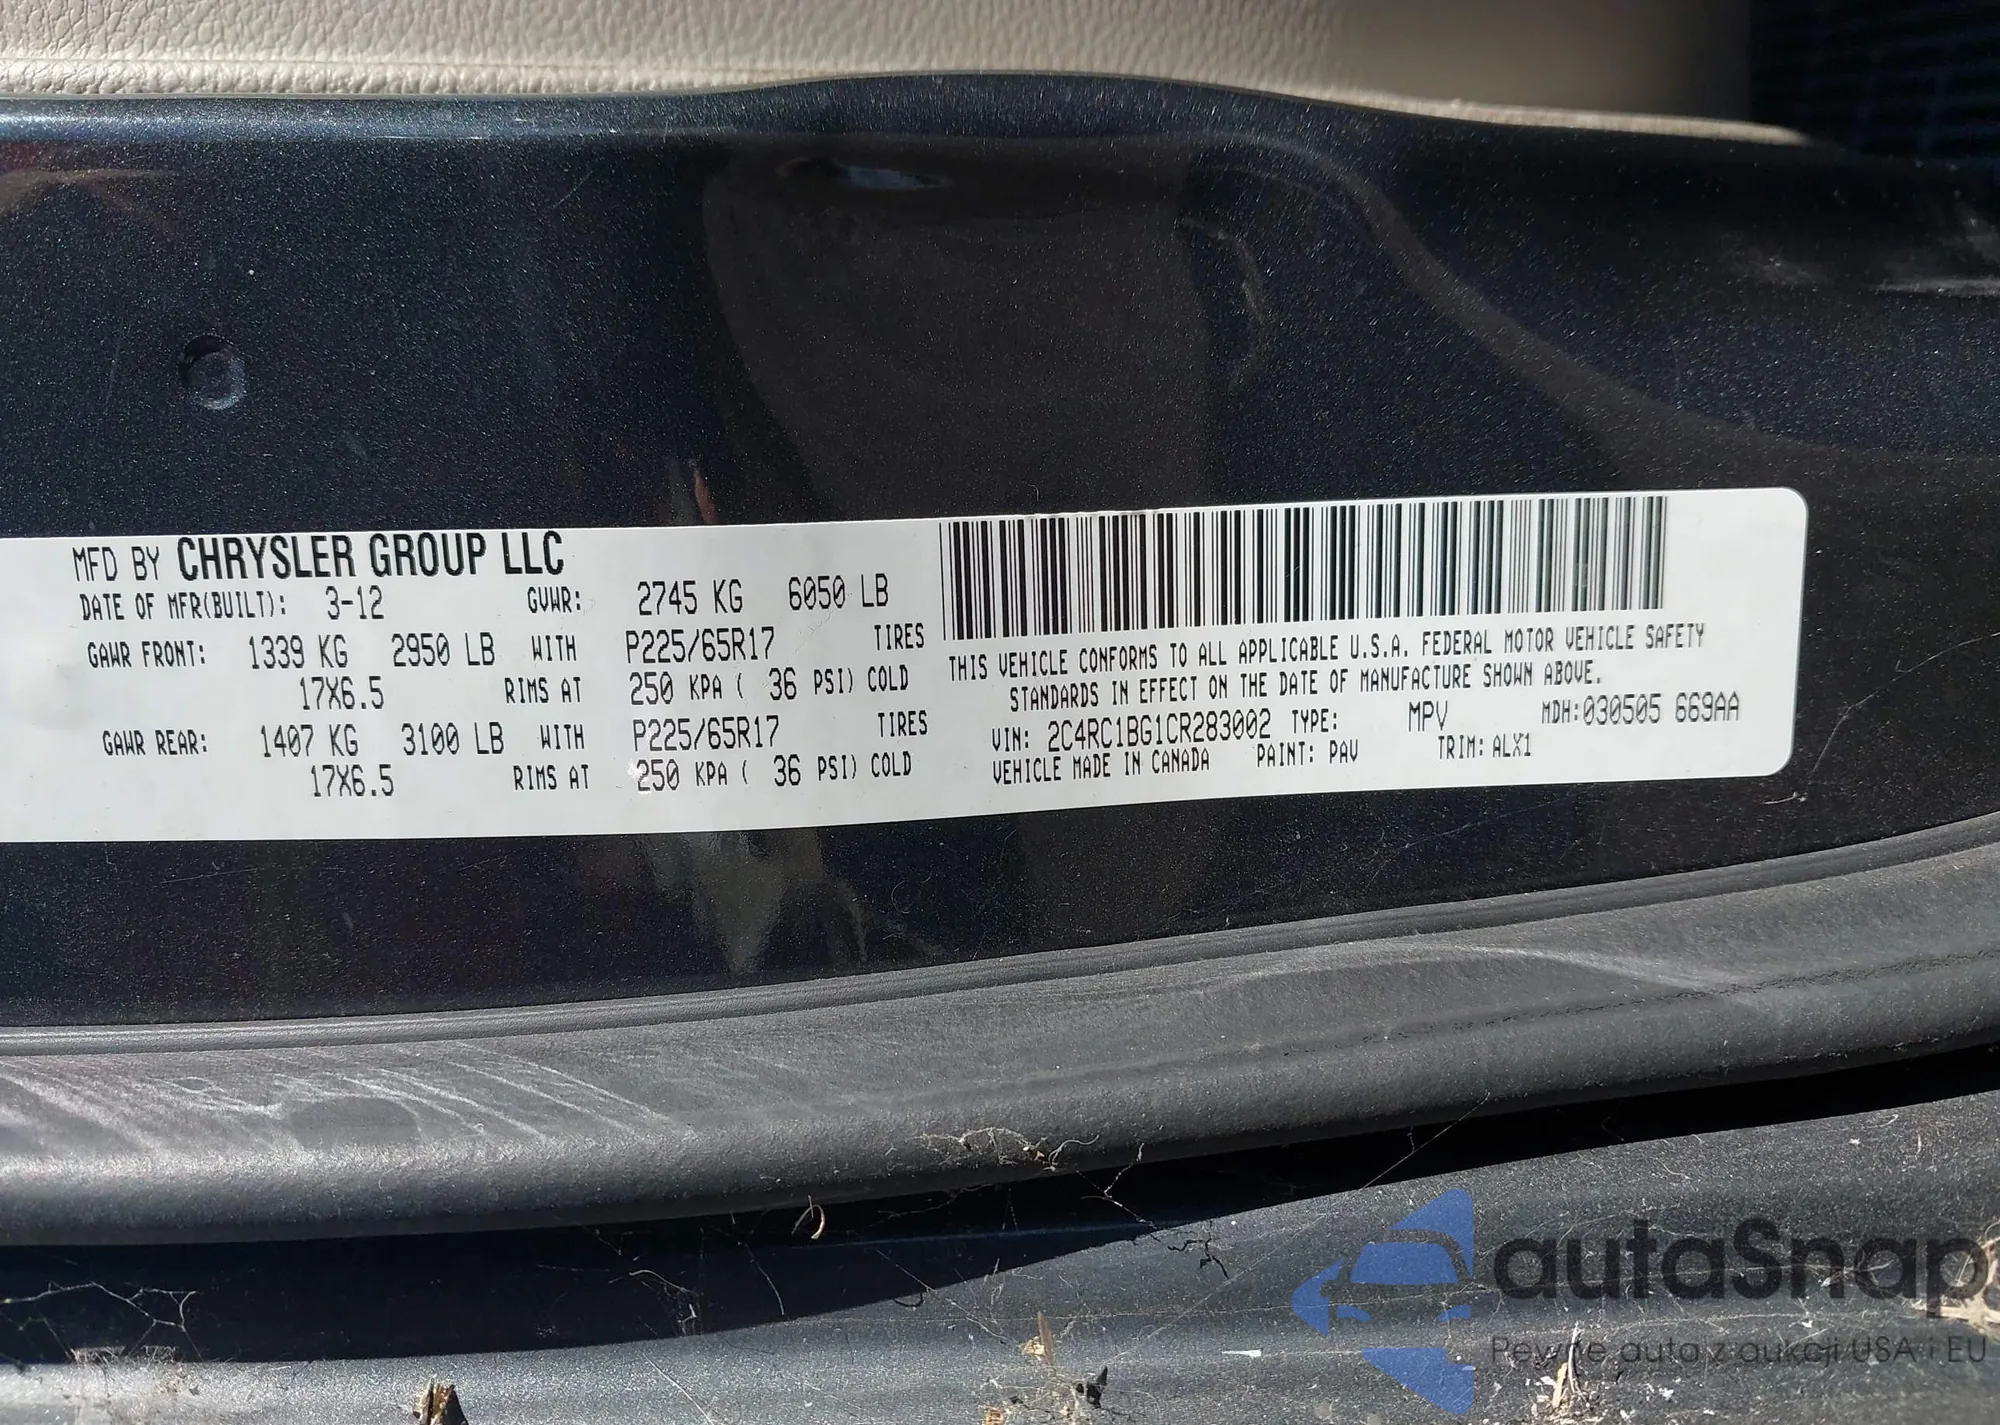 MFD BY CHRYSLER GROUP LLC
DATE OF MFR(BUILT): 3-12 GVWR: 2745 KG 6050 LB
GAWR FRONT: 1339 KG 2950 LB WITH P225/65R17 TIRES
17X6.5 RIMS AT 250 KPA ( 36 PSI) COLD
GAWR REAR: 1407 KG 3100 LB WITH P225/65R17 TIRES
17X6.5 RIMS AT 250 KPA ( 36 PSI) COLD
THIS VEHICLE CONFORMS TO ALL APPLICABLE U.S.A. FEDERAL MOTOR VEHICLE SAFETY
STANDARDS IN EFFECT ON THE DATE OF MANUFACTURE SHOWN ABOVE.
VIN: 2C4RC1BG1CR283002 TYPE: MPV MDH:030505 669AA
VEHICLE MADE IN CANADA PAINT: PAV TRIM: ALX1
autaSnap
Pewne auta z aukcji USA i EU